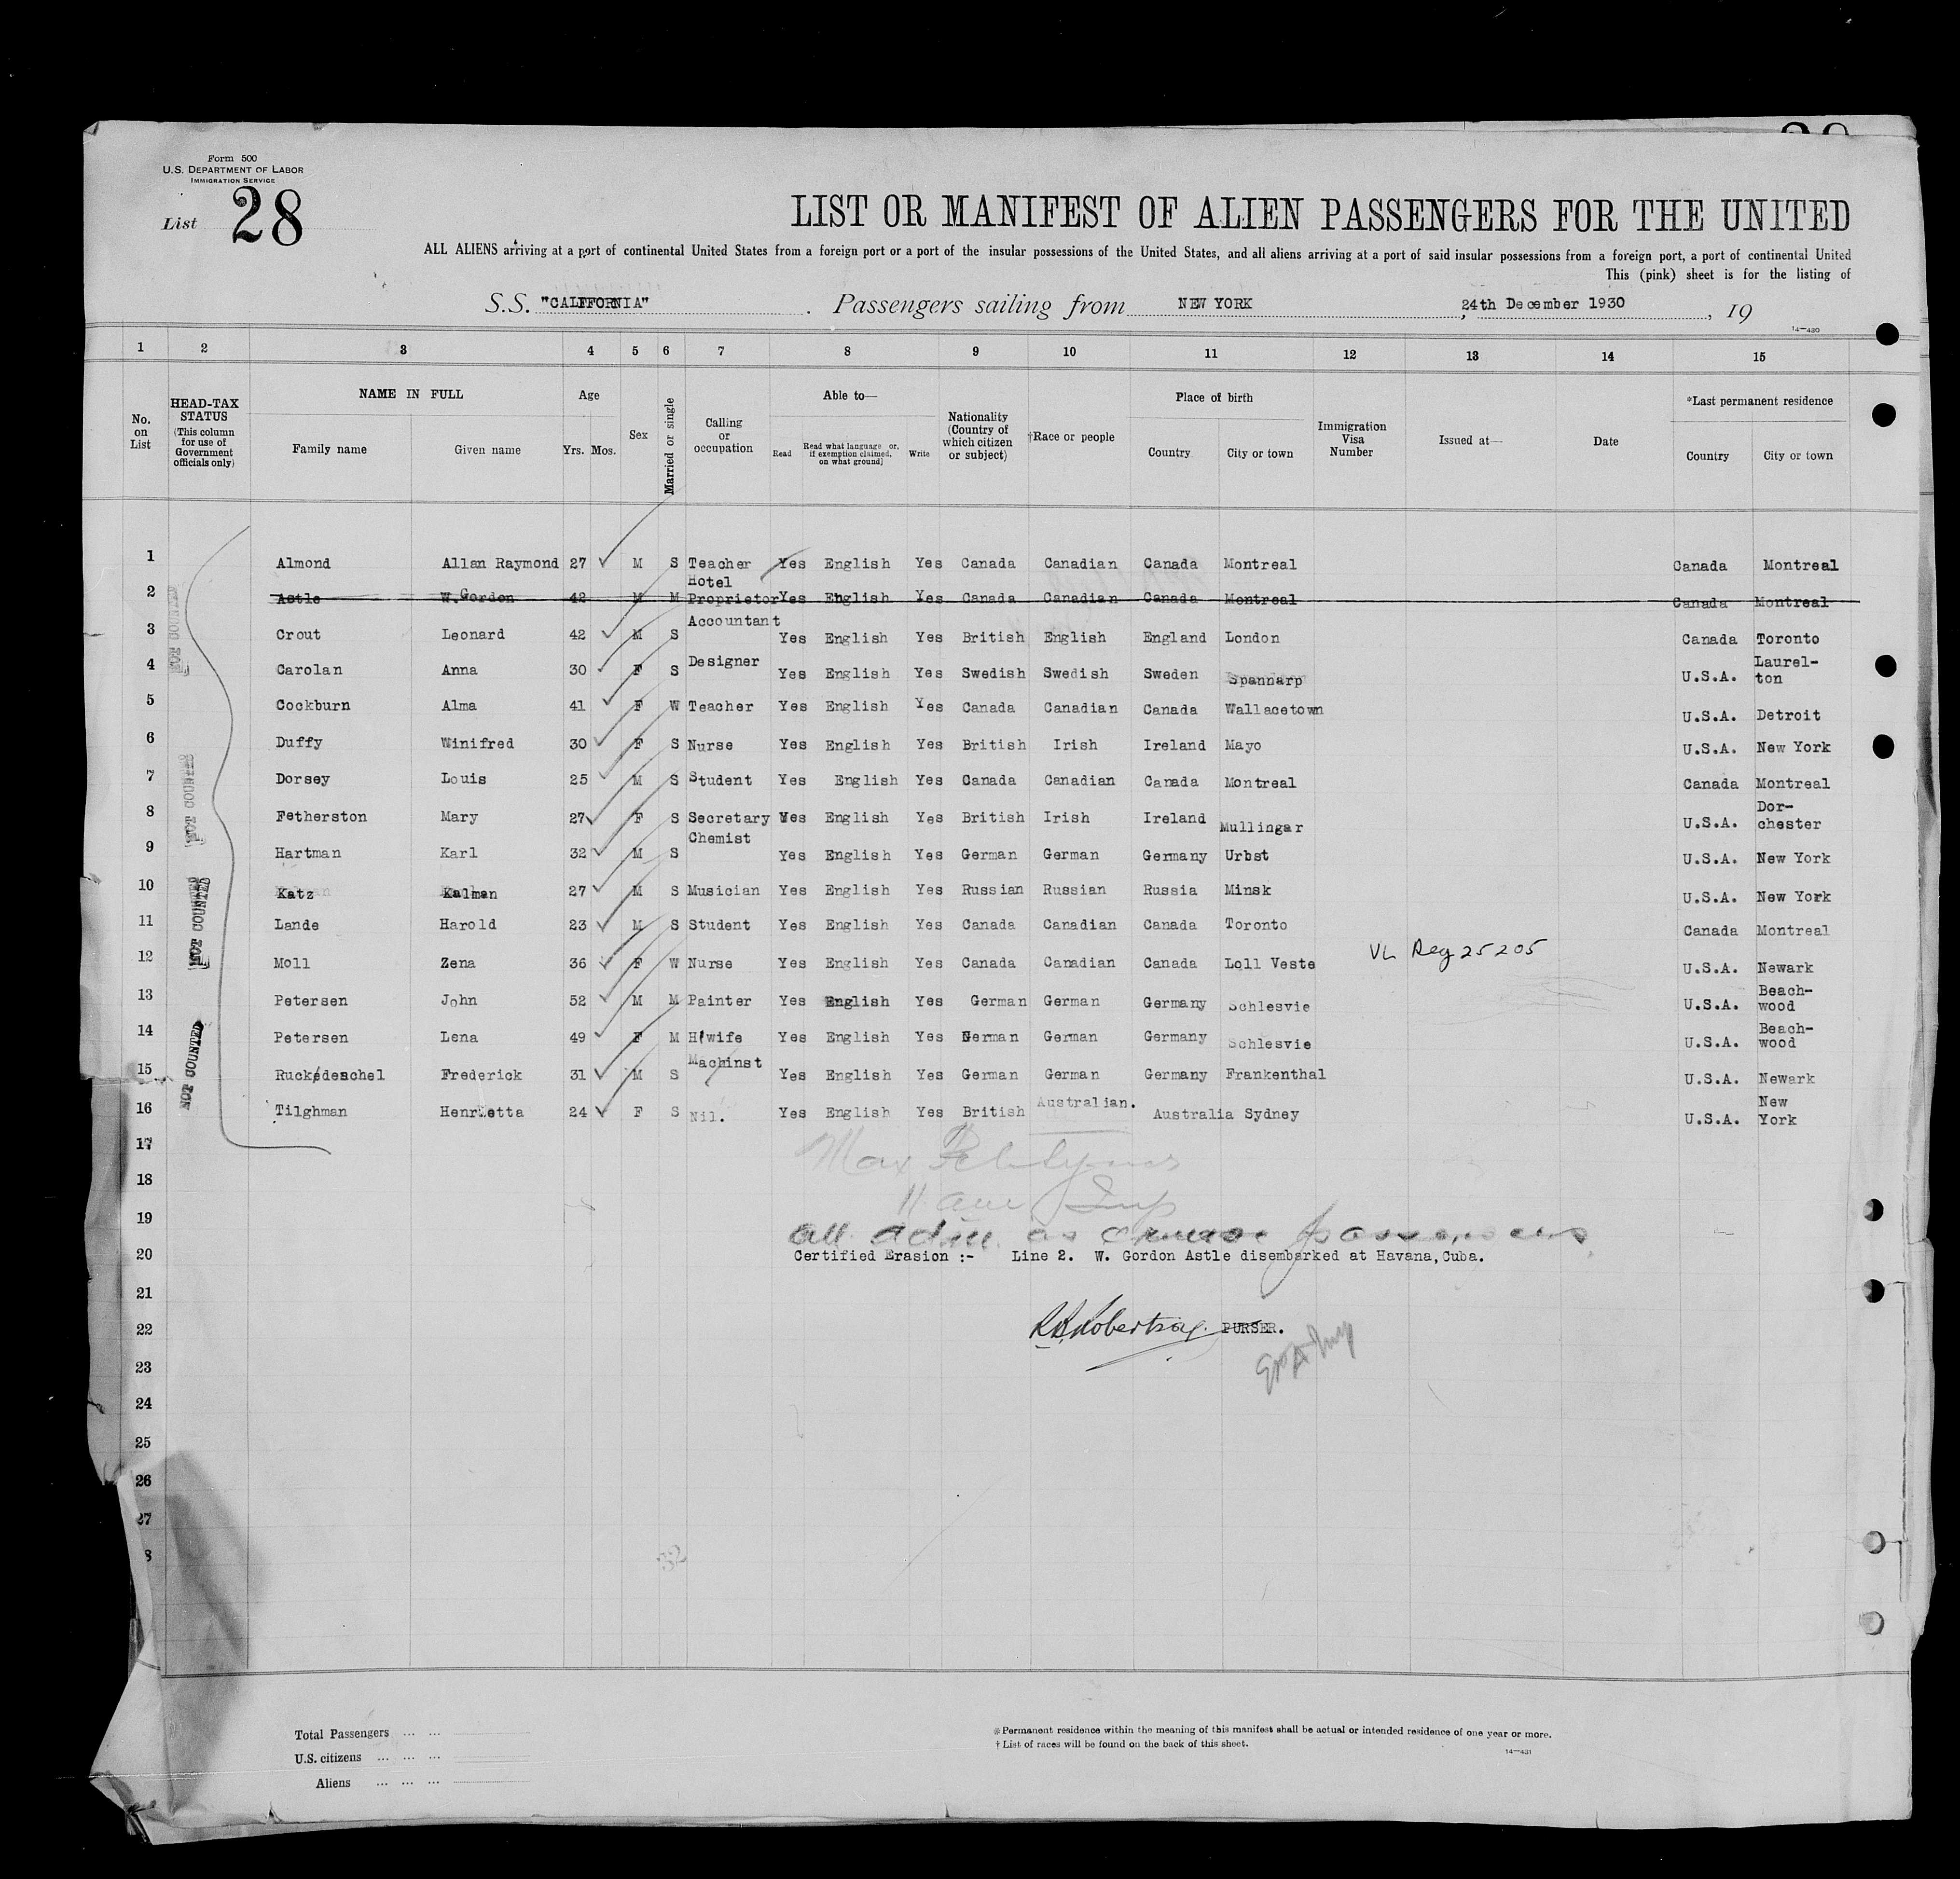 Form 500
U.S. DEPARTMENT OF LABOR
IMMIGRATION SERVICE
List 28
LIST OR MANIFEST OF ALIEN PASSENGERS FOR THE UNITED
ALL ALIENS arriving at a port of continental United States from a foreign port or a port of the insular possessions of the United States, and all aliens arriving at a port of said insular possessions from a foreign port, a port of continental United
This (pink) sheet is for the listing of
S.S. "CALIFORNIA". Passengers sailing from NEW YORK, 24th December 1930, 19
14—430
1 2 3 4 5 6 7 8 9 10 11 12 13 14 15
No. on List
HEAD-TAX STATUS (This column for use of Government officials only)
NAME IN FULL
Family name Given name
Age
Yrs. Mos.
Sex
Married or single
Calling or occupation
Able to—
Read Read what language or, if exemption claimed, on what ground] Write
Nationality (Country of which citizen or subject)
†Race or people
Place of birth
Country City or town
Immigration Visa Number
Issued at—
Date
*Last permanent residence
Country City or town
1 Almond Allan Raymond 27 M S Teacher Yes English Yes Canada Canadian Canada Montreal Canada Montreal
2 Astle W.Gordon 42 M M Hotel Proprietor Yes English Yes Canada Canadian Canada Montreal Canada Montreal
3 Crout Leonard 42 M S Accountant Yes English Yes British English England London Canada Toronto
4 Carolan Anna 30 F S Designer Yes English Yes Swedish Swedish Sweden Spannarp U.S.A. Laurel-ton
5 Cockburn Alma 41 F W Teacher Yes English Yes Canada Canadian Canada Wallacetown U.S.A. Detroit
6 Duffy Winifred 30 F S Nurse Yes English Yes British Irish Ireland Mayo U.S.A. New York
7 Dorsey Louis 25 M S Student Yes English Yes Canada Canadian Canada Montreal Canada Montreal
8 Fetherston Mary 27 F S Secretary Yes English Yes British Irish Ireland Mullingar U.S.A. Dor-chester
9 Hartman Karl 32 M S Chemist Yes English Yes German German Germany Urbst U.S.A. New York
10 Katz Kalman 27 M S Musician Yes English Yes Russian Russian Russia Minsk U.S.A. New York
11 Lande Harold 23 M S Student Yes English Yes Canada Canadian Canada Toronto Canada Montreal
12 Moll Zena 36 F W Nurse Yes English Yes Canada Canadian Canada Loll Veste VL Reg 25205 U.S.A. Newark
13 Petersen John 52 M M Painter Yes English Yes German German Germany Schlesvie U.S.A. Beach-wood
14 Petersen Lena 49 F M H/wife Yes English Yes German German Germany Schlesvie U.S.A. Beach-wood
15 Ruckdeschel Frederick 31 M S Machinst Yes English Yes German German Germany Frankenthal U.S.A. Newark
16 Tilghman Henrietta 24 F S Nil. Yes English Yes British Australian. Australia Sydney U.S.A. New York
NOT COUNTED
NOT COUNTED
NOT COUNTED
NOT COUNTED
17
18
19
all adm as cruise passengers
20 Certified Erasion :- Line 2. W. Gordon Astle disembarked at Havana, Cuba.
21
22 R. Robertson PURSER.
23
24
25
26
27
8
32
Total Passengers ... ...
U.S. citizens ... ... ...
Aliens ... ... ...
*Permanent residence within the meaning of this manifest shall be actual or intended residence of one year or more.
†List of races will be found on the back of this sheet.
14—431